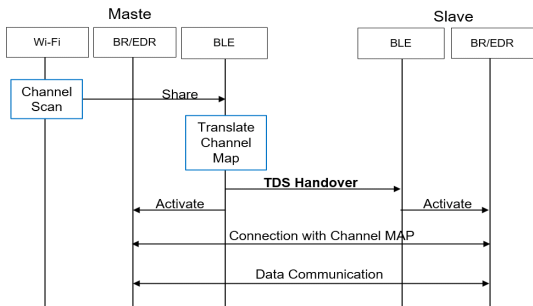 Maste
Slave
Wi-Fi
BR/EDR
BLE
BLE
BR/EDR
Channel
Scan
Share
Translate
Channel
Map
TDS Handover
Activate
Activate
Connection with Channel MAP
Data Communication